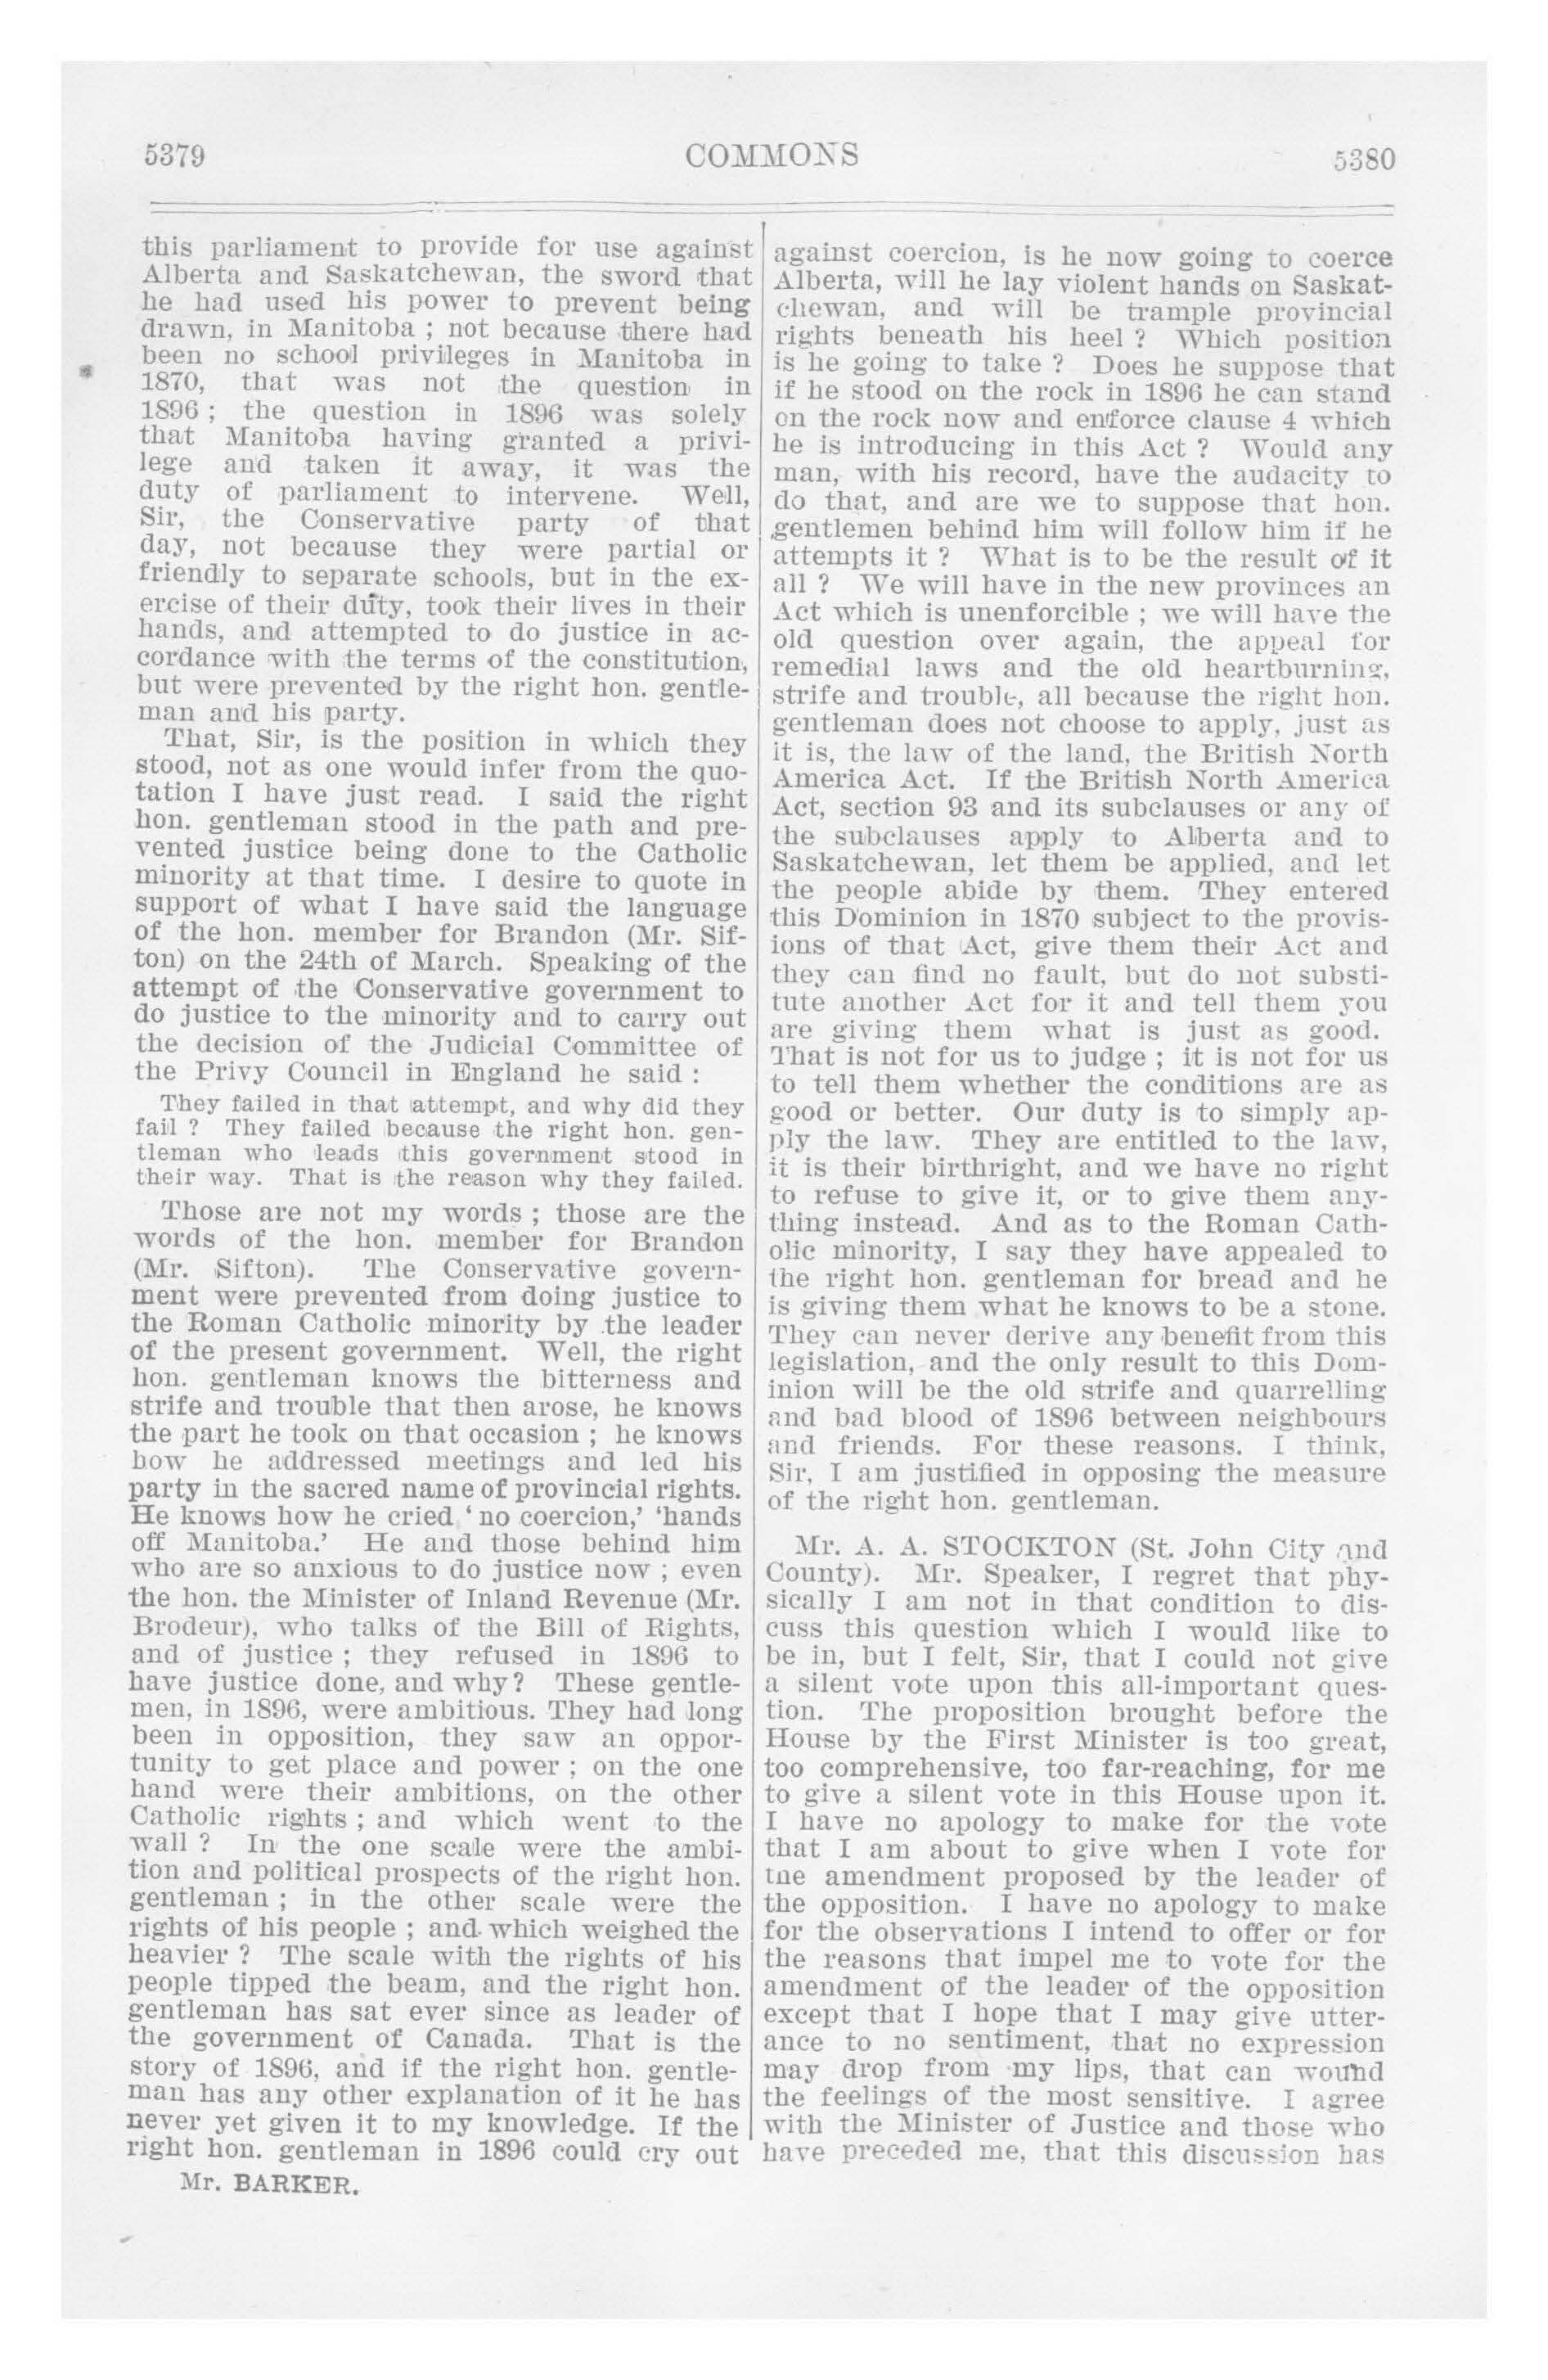 5379
COMMONS
5380
this parliament to provide for use against
Alberta and Saskatchewan, the sword that
he had used his power to prevent being
drawn, in Manitoba ; not because there had
been no school privileges in Manitoba in
1870, that was not the question in
1896 ; the question in 1896 was solely
that Manitoba having granted a privi-
lege and taken it away, it was the
duty of parliament to intervene. Well,
Sir, the Conservative party of that
day, not because they were partial or
friendly to separate schools, but in the ex-
ercise of their duty, took their lives in their
hands, and attempted to do justice in ac-
cordance with the terms of the constitution,
but were prevented by the right hon. gentle-
man and his party.
That, Sir, is the position in which they
stood, not as one would infer from the quo-
tation I have just read. I said the right
hon. gentleman stood in the path and pre-
vented justice being done to the Catholic
minority at that time. I desire to quote in
support of what I have said the language
of the hon. member for Brandon (Mr. Sif-
ton) on the 24th of March. Speaking of the
attempt of the Conservative government to
do justice to the minority and to carry out
the decision of the Judicial Committee of
the Privy Council in England he said :
They failed in that attempt, and why did they
fail ? They failed because the right hon. gen-
tleman who leads this government stood in
their way. That is the reason why they failed.
Those are not my words ; those are the
words of the hon. member for Brandon
(Mr. Sifton). The Conservative govern-
ment were prevented from doing justice to
the Roman Catholic minority by the leader
of the present government. Well, the right
hon. gentleman knows the bitterness and
strife and trouble that then arose, he knows
the part he took on that occasion ; he knows
how he addressed meetings and led his
party in the sacred name of provincial rights.
He knows how he cried ‘ no coercion,’ ‘hands
off Manitoba.’ He and those behind him
who are so anxious to do justice now ; even
the hon. the Minister of Inland Revenue (Mr.
Brodeur), who talks of the Bill of Rights,
and of justice ; they refused in 1896 to
have justice done, and why? These gentle-
men, in 1896, were ambitious. They had long
been in opposition, they saw an oppor-
tunity to get place and power ; on the one
hand were their ambitions, on the other
Catholic rights ; and which went to the
wall ? In the one scale were the ambi-
tion and political prospects of the right hon.
gentleman ; in the other scale were the
rights of his people ; and which weighed the
heavier ? The scale with the rights of his
people tipped the beam, and the right hon.
gentleman has sat ever since as leader of
the government of Canada. That is the
story of 1896, and if the right hon. gentle-
man has any other explanation of it he has
never yet given it to my knowledge. If the
right hon. gentleman in 1896 could cry out
Mr. BARKER.
against coercion, is he now going to coerce
Alberta, will he lay violent hands on Saskat-
chewan, and will be trample provincial
rights beneath his heel ? Which position
is he going to take ? Does he suppose that
if he stood on the rock in 1896 he can stand
on the rock now and enforce clause 4 which
he is introducing in this Act ? Would any
man, with his record, have the audacity to
do that, and are we to suppose that hon.
gentlemen behind him will follow him if he
attempts it ? What is to be the result of it
all ? We will have in the new provinces an
Act which is unenforcible ; we will have the
old question over again, the appeal for
remedial laws and the old heartburning,
strife and trouble, all because the right hon.
gentleman does not choose to apply, just as
it is, the law of the land, the British North
America Act. If the British North America
Act, section 93 and its subclauses or any of
the subclauses apply to Alberta and to
Saskatchewan, let them be applied, and let
the people abide by them. They entered
this Dominion in 1870 subject to the provis-
ions of that Act, give them their Act and
they can find no fault, but do not substi-
tute another Act for it and tell them you
are giving them what is just as good.
That is not for us to judge ; it is not for us
to tell them whether the conditions are as
good or better. Our duty is to simply ap-
ply the law. They are entitled to the law,
it is their birthright, and we have no right
to refuse to give it, or to give them any-
thing instead. And as to the Roman Cath-
olic minority, I say they have appealed to
the right hon. gentleman for bread and he
is giving them what he knows to be a stone.
They can never derive any benefit from this
legislation, and the only result to this Dom-
inion will be the old strife and quarrelling
and bad blood of 1896 between neighbours
and friends. For these reasons. I think,
Sir, I am justified in opposing the measure
of the right hon. gentleman.
Mr. A. A. STOCKTON (St. John City and
County). Mr. Speaker, I regret that phy-
sically I am not in that condition to dis-
cuss this question which I would like to
be in, but I felt, Sir, that I could not give
a silent vote upon this all-important ques-
tion. The proposition brought before the
House by the First Minister is too great,
too comprehensive, too far-reaching, for me
to give a silent vote in this House upon it.
I have no apology to make for the vote
that I am about to give when I vote for
the amendment proposed by the leader of
the opposition. I have no apology to make
for the observations I intend to offer or for
the reasons that impel me to vote for the
amendment of the leader of the opposition
except that I hope that I may give utter-
ance to no sentiment, that no expression
may drop from my lips, that can wound
the feelings of the most sensitive. I agree
with the Minister of Justice and those who
have preceded me, that this discussion has